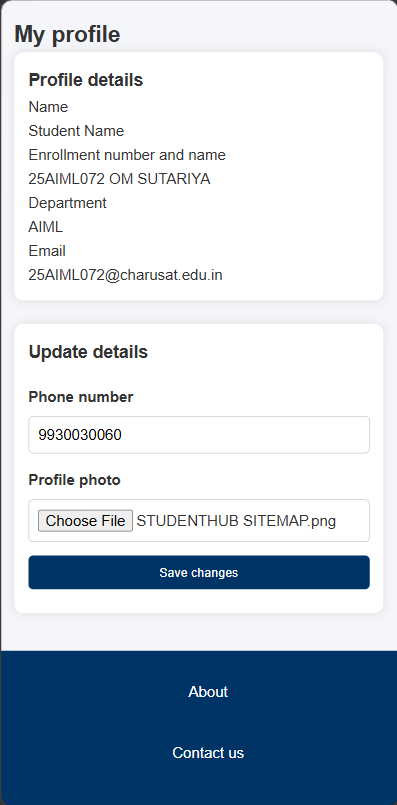 My profile
Profile details
Name
Student Name
Enrollment number and name
25AIML072 OM SUTARIYA
Department
AIML
Email
25AIML072@charusat.edu.in
Update details
Phone number
9930030060
Profile photo
Choose File STUDENTHUB SITEMAP.png
Save changes
About
Contact us